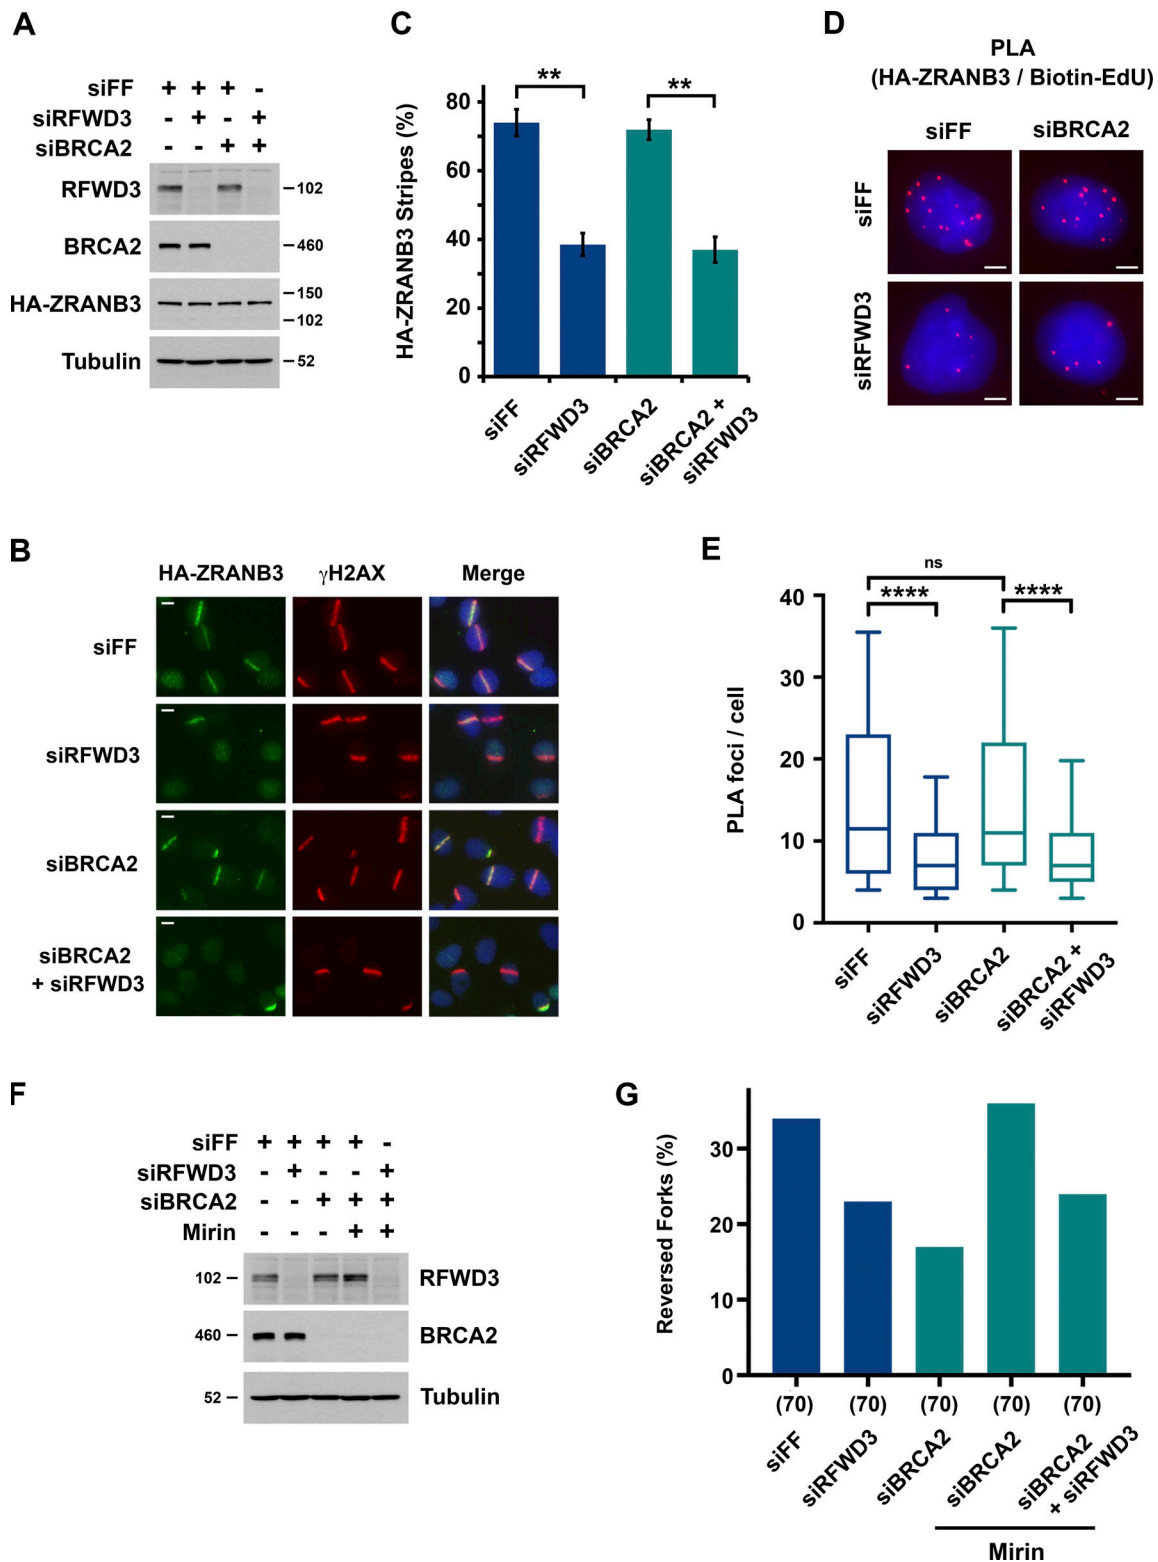 A
siFF + + + -
siRFWD3 - + - +
siBRCA2 - - + +
RFWD3
102
BRCA2
460
HA-ZRANB3
150
102
Tubulin
52
C
HA-ZRANB3 Stripes (%)
80
60
40
20
0
**
**
siFF
siRFWD3
siBRCA2
siBRCA2 +
siRFWD3
D
PLA
(HA-ZRANB3 / Biotin-EdU)
siFF
siBRCA2
siFF
siRFWD3
B
HA-ZRANB3
γH2AX
Merge
siFF
siRFWD3
siBRCA2
siBRCA2
+ siRFWD3
E
PLA foci / cell
40
30
20
10
0
ns
****
****
siFF
siRFWD3
siBRCA2
siBRCA2 +
siRFWD3
F
siFF + + + + -
siRFWD3 - + - - +
siBRCA2 - - + + +
Mirin - - - + +
102
RFWD3
460
BRCA2
52
Tubulin
G
Reversed Forks (%)
30
20
10
0
(70) (70) (70) (70) (70)
siFF
siRFWD3
siBRCA2
siBRCA2
siBRCA2
+ siRFWD3
Mirin